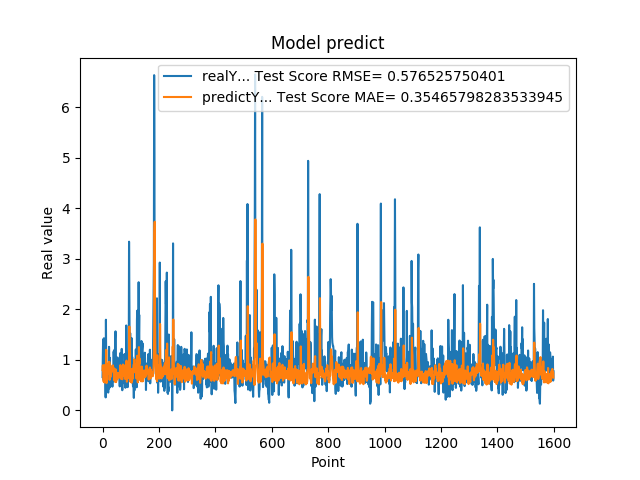 Model predict
realY... Test Score RMSE= 0.576525750401
predictY... Test Score MAE= 0.35465798283533945
Real value
6
5
4
3
2
1
0
0 200 400 600 800 1000 1200 1400 1600
Point